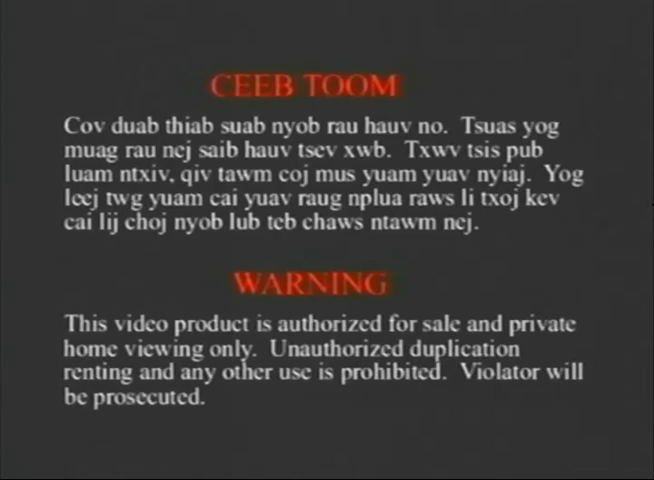 CEEB TOOM
Cov duab thiab suab nyob rau hauv no. Tsuas yog
muag rau nej saib hauv tsev xwb. Txwv tsis pub
luam ntxiv, qiv tawm coj mus yuam yuav nyiaj. Yog
leej twg yuam cai yuav raug nplua raws li txoj kev
cai lij choj nyob lub teb chaws ntawm nej.
WARNING
This video product is authorized for sale and private
home viewing only. Unauthorized duplication
renting and any other use is prohibited. Violator will
be prosecuted.